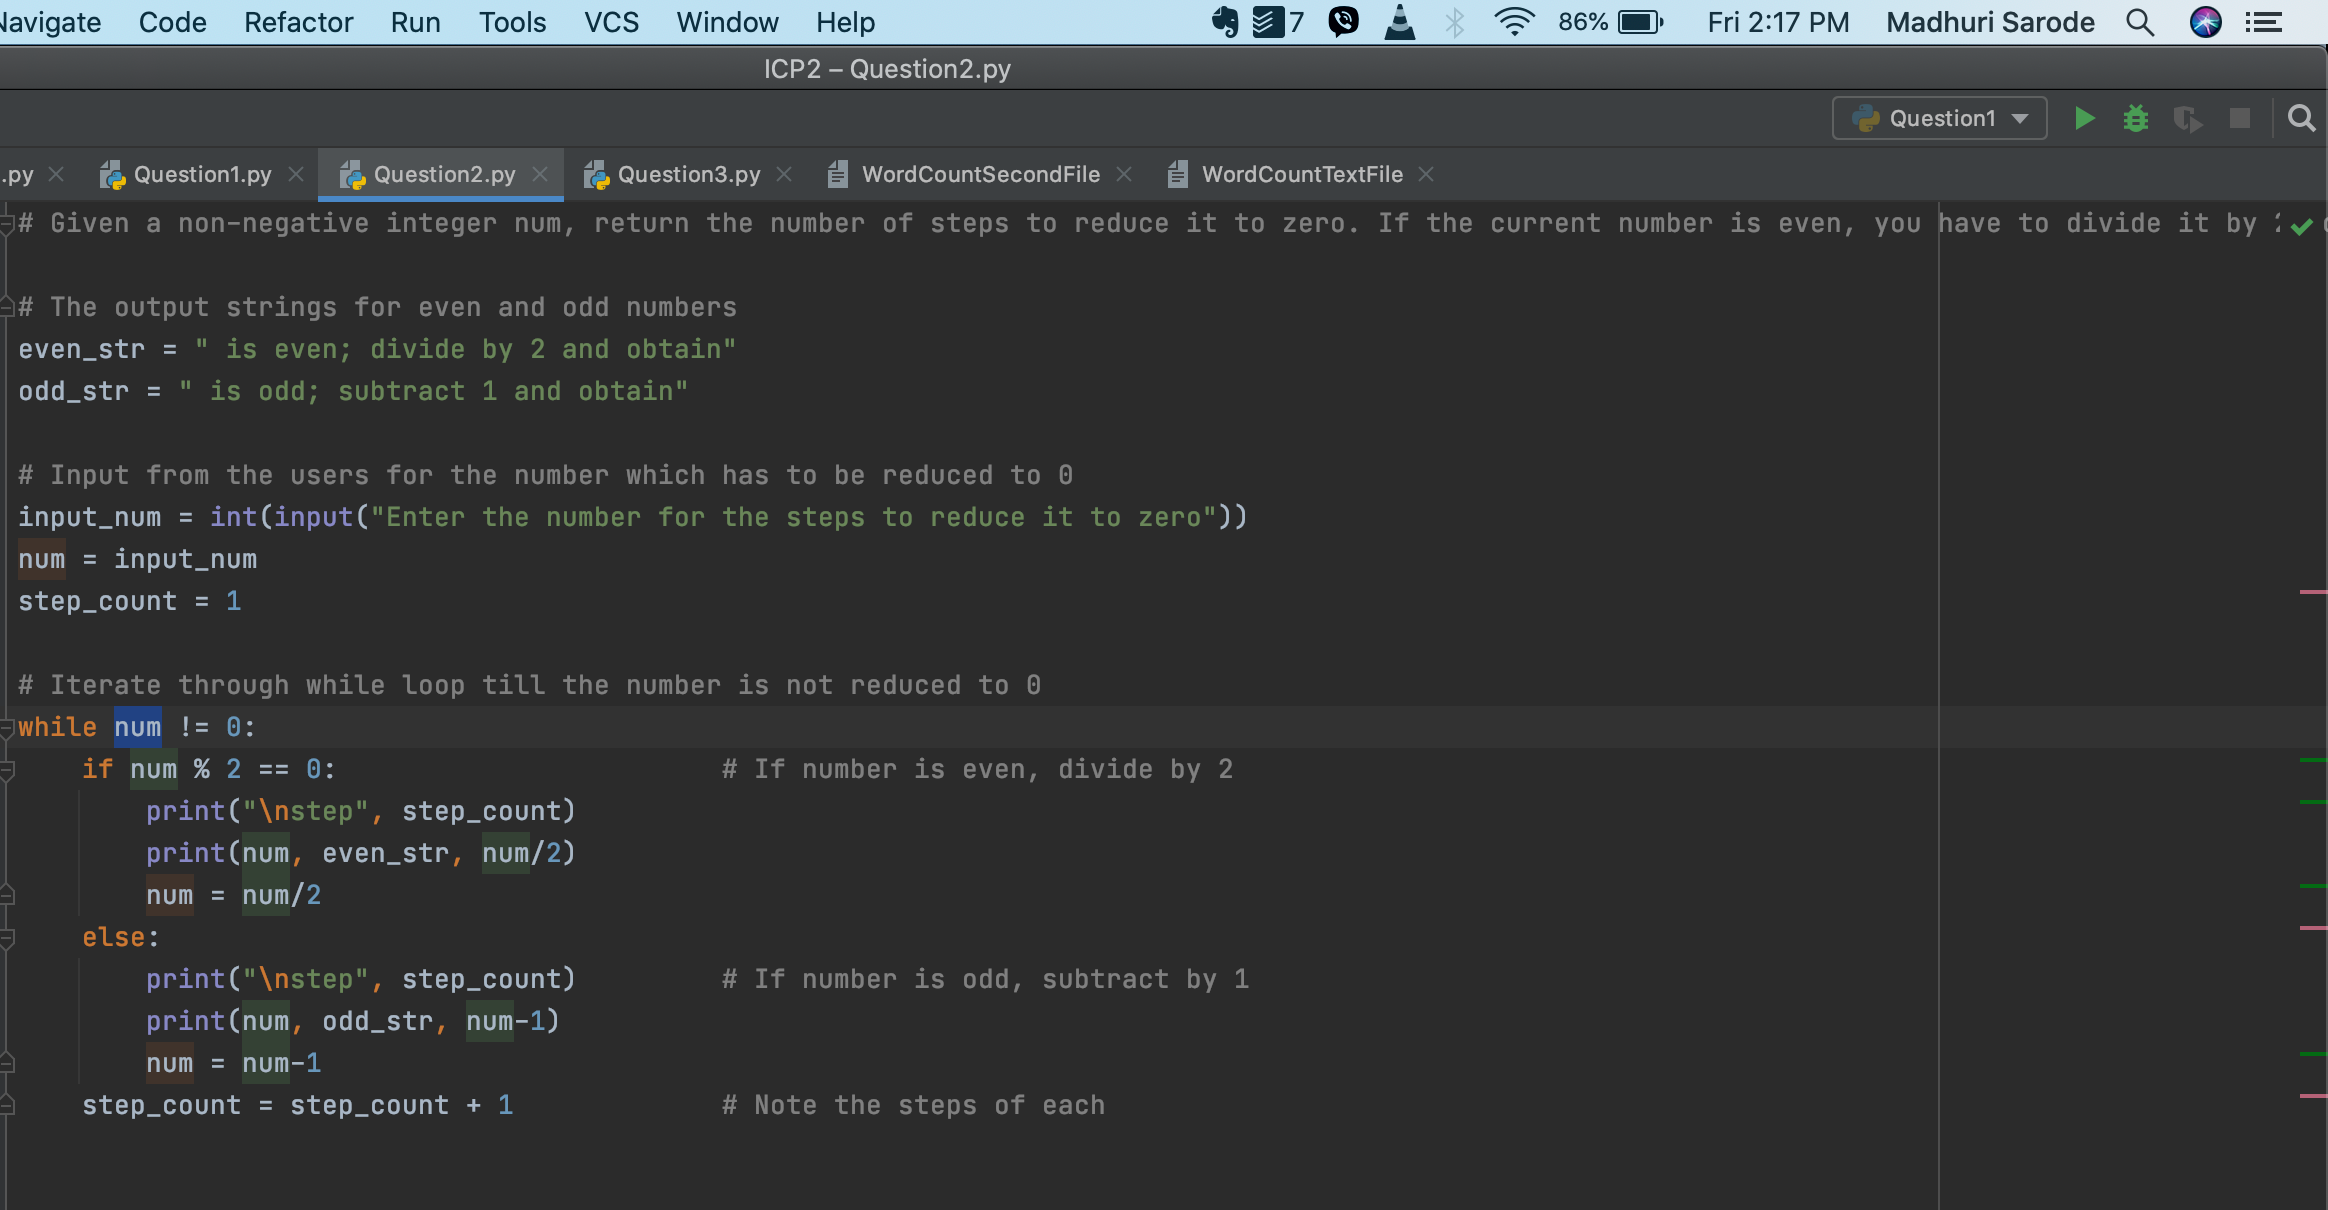 Navigate Code Refactor Run Tools VCS Window Help 7 86% Fri 2:17 PM Madhuri Sarode
ICP2 – Question2.py
Question1
.py Question1.py Question2.py Question3.py WordCountSecondFile WordCountTextFile
# Given a non-negative integer num, return the number of steps to reduce it to zero. If the current number is even, you have to divide it by
# The output strings for even and odd numbers
even_str = " is even; divide by 2 and obtain"
odd_str = " is odd; subtract 1 and obtain"
# Input from the users for the number which has to be reduced to 0
input_num = int(input("Enter the number for the steps to reduce it to zero"))
num = input_num
step_count = 1
# Iterate through while loop till the number is not reduced to 0
while num != 0:
    if num % 2 == 0:                        # If number is even, divide by 2
        print("\nstep", step_count)
        print(num, even_str, num/2)
        num = num/2
    else:
        print("\nstep", step_count)         # If number is odd, subtract by 1
        print(num, odd_str, num-1)
        num = num-1
    step_count = step_count + 1             # Note the steps of each